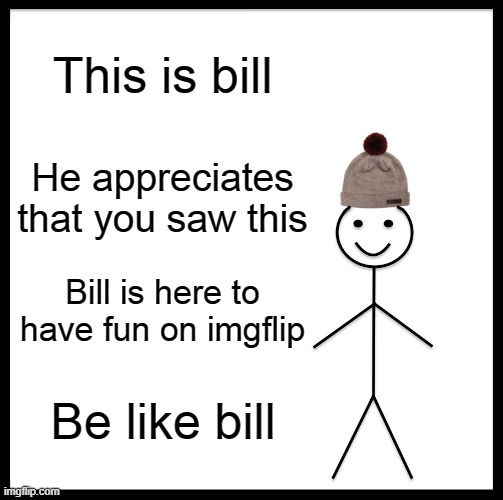 This is bill
He appreciates
that you saw this
Bill is here to
have fun on imgflip
Be like bill
imgflip.com